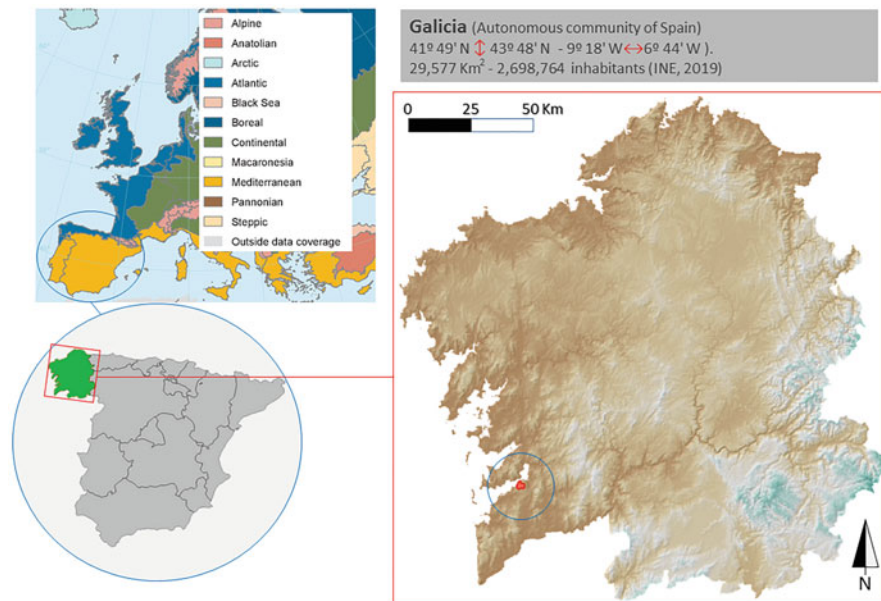 Alpine
Anatolian
Arctic
Atlantic
Black Sea
Boreal
Continental
Macaronesia
Mediterranean
Pannonian
Steppic
Outside data coverage
Galicia (Autonomous community of Spain)
41º 49' N ↕ 43º 48' N - 9º 18' W↔6º 44' W ).
29,577 Km² - 2,698,764 inhabitants (INE, 2019)
0 25 50 Km
N